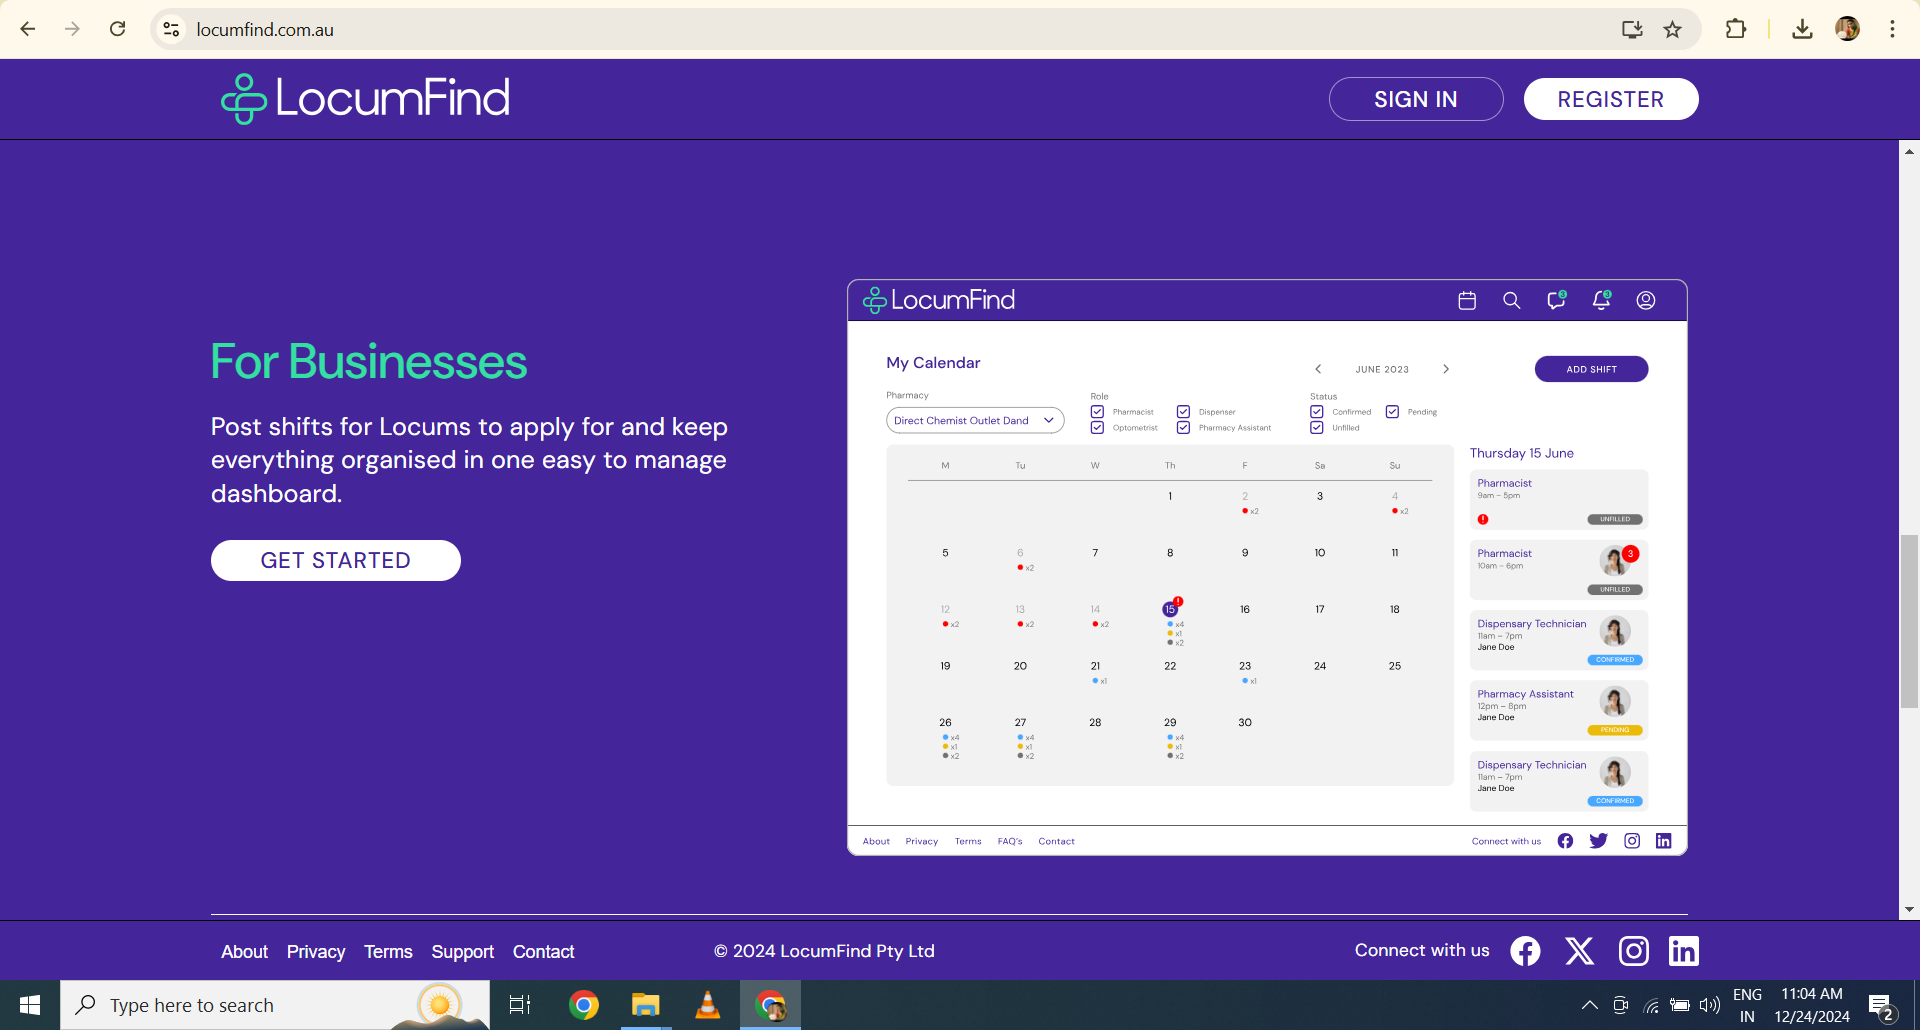 locumfind.com.au
LocumFind
SIGN IN
REGISTER
For Businesses
Post shifts for Locums to apply for and keep
everything organised in one easy to manage
dashboard.
GET STARTED
LocumFind
3
3
My Calendar
JUNE 2023
ADD SHIFT
Pharmacy
Direct Chemist Outlet Dand
Role
Pharmacist
Dispenser
Optometrist
Pharmacy Assistant
Status
Confirmed
Pending
Unfilled
M Tu W Th F Sa Su
1 2 3 4
x2 x2
5 6 7 8 9 10 11
x2
12 13 14 15 ! 16 17 18
x2 x2 x2 x4
x1
x2
19 20 21 22 23 24 25
x1 x1
26 27 28 29 30
x4 x4 x4
x1 x1 x1
x2 x2 x2
Thursday 15 June
Pharmacist
9am – 5pm
! UNFILLED
Pharmacist
3
10am – 6pm
UNFILLED
Dispensary Technician
11am – 7pm
Jane Doe
CONFIRMED
Pharmacy Assistant
12pm – 8pm
Jane Doe
PENDING
Dispensary Technician
11am – 7pm
Jane Doe
CONFIRMED
About Privacy Terms FAQ's Contact
Connect with us
About Privacy Terms Support Contact
© 2024 LocumFind Pty Ltd
Connect with us
Type here to search
ENG
IN
11:04 AM
12/24/2024
2